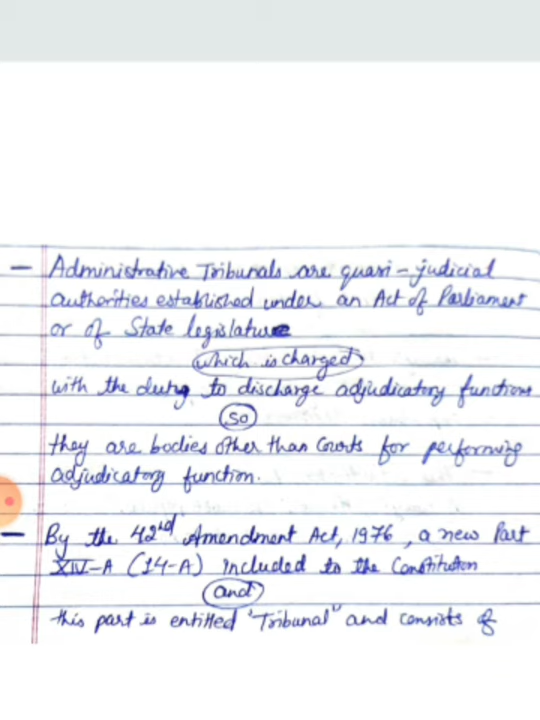 — Administrative Tribunals are quasi-judicial
authorities established under an Act of Parliament
or of State legislature
which is charged
with the duty to discharge adjudicatory functions
so
they are bodies other than Courts for performing
adjudicatory function.
— By the 42nd Amendment Act, 1976, a new Part
XIV-A (14-A) included to the Constitution
and
this part is entitled "Tribunal" and consists of